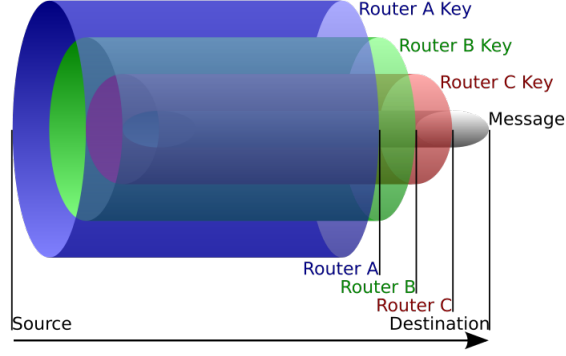 Router A Key
Router B Key
Router C Key
Message
Router A
Router B
Router C
Source
Destination